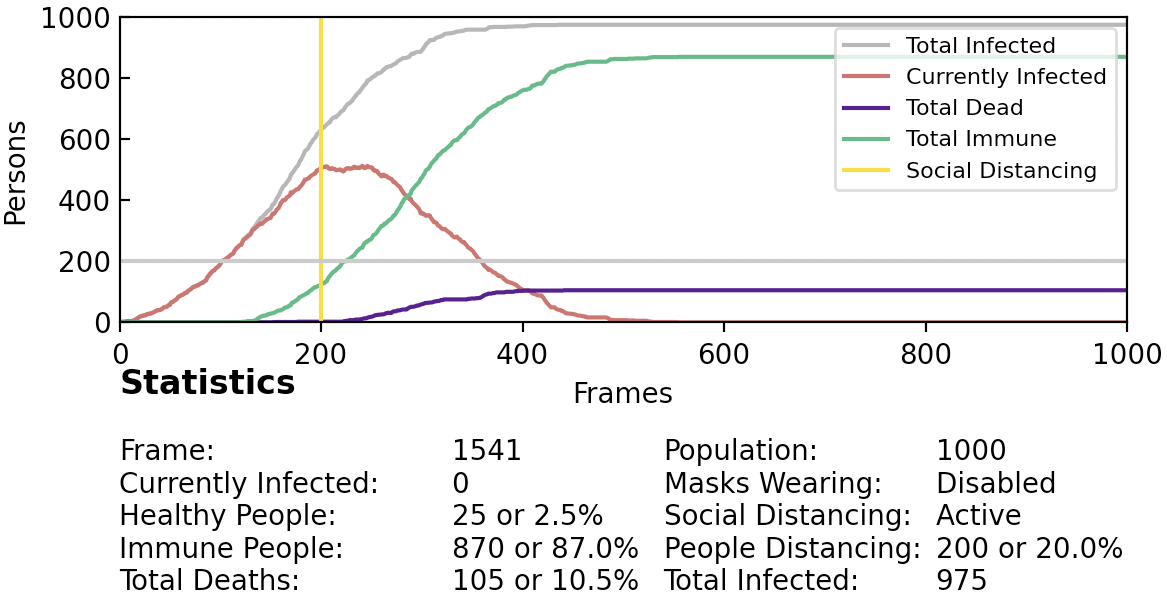 1000
800
600
400
200
0
Persons
Total Infected
Currently Infected
Total Dead
Total Immune
Social Distancing
0 200 400 600 800 1000
Frames
Statistics
Frame: 1541 Population: 1000
Currently Infected: 0 Masks Wearing: Disabled
Healthy People: 25 or 2.5% Social Distancing: Active
Immune People: 870 or 87.0% People Distancing: 200 or 20.0%
Total Deaths: 105 or 10.5% Total Infected: 975